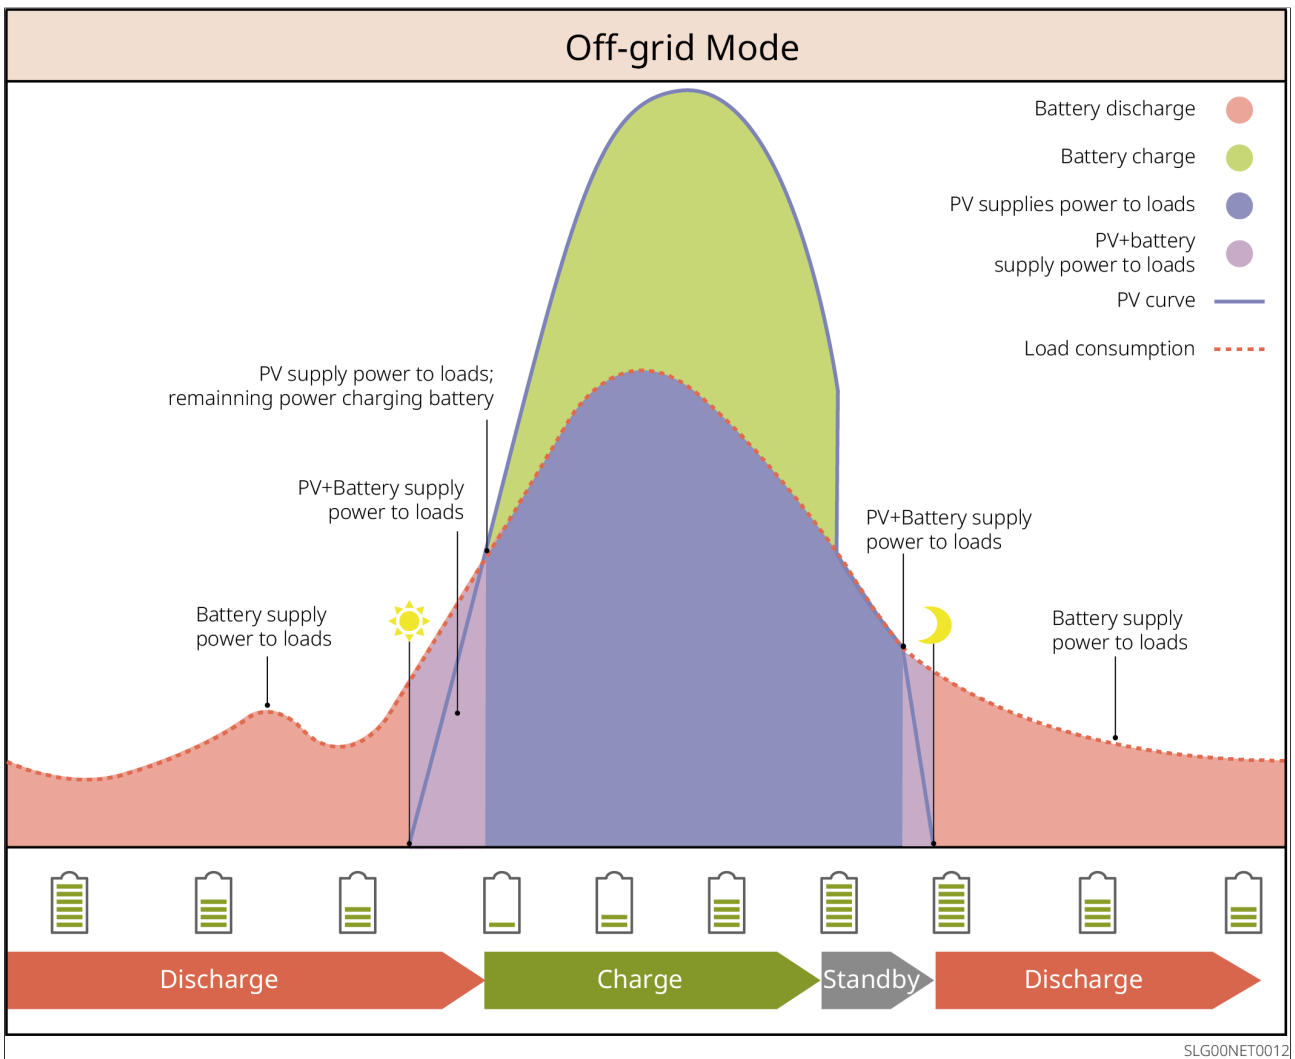 Off-grid Mode
Battery discharge
Battery charge
PV supplies power to loads
PV+battery
supply power to loads
PV curve
Load consumption
PV supply power to loads;
remainning power charging battery
PV+Battery supply
power to loads
PV+Battery supply
power to loads
Battery supply
power to loads
Battery supply
power to loads
Discharge
Charge
Standby
Discharge
SLG00NET0012